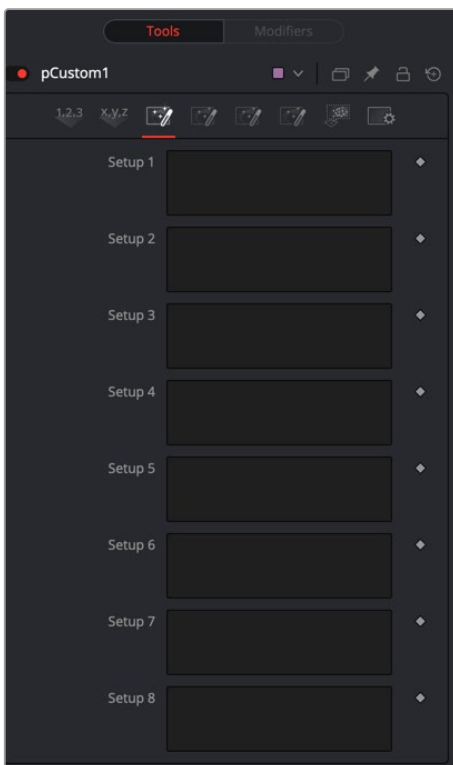 Tools Modifiers
pCustom1
1,2,3 x,y,z
Setup 1
Setup 2
Setup 3
Setup 4
Setup 5
Setup 6
Setup 7
Setup 8